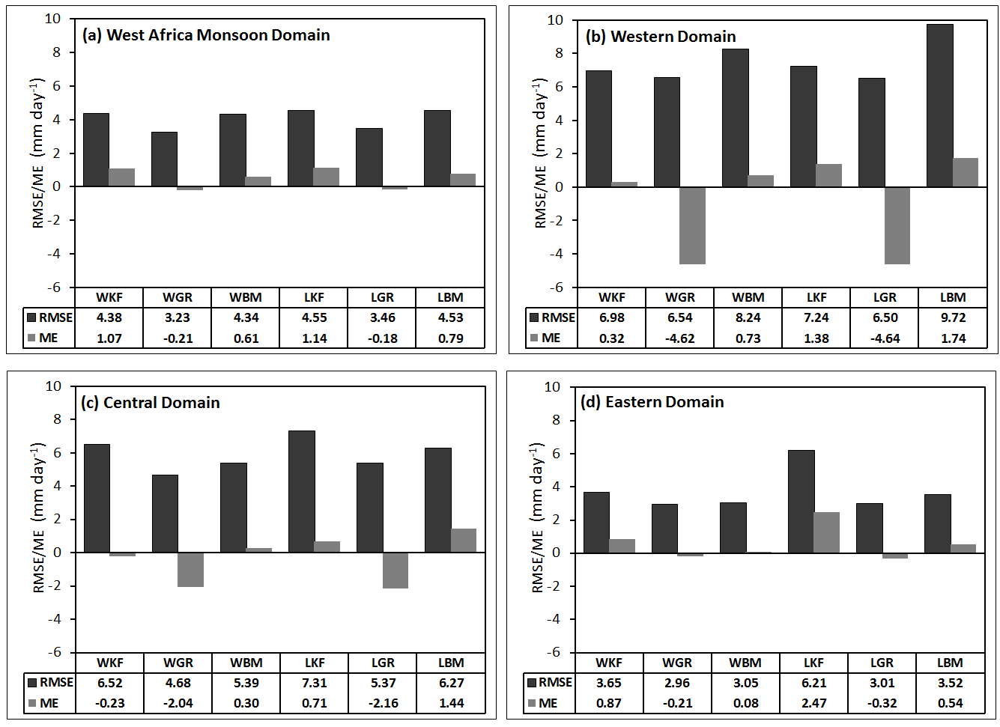 (a) West Africa Monsoon Domain
RMSE/ME (mm day-1)
10
8
6
4
2
0
-2
-4
-6
WKF WGR WBM LKF LGR LBM
RMSE 4.38 3.23 4.34 4.55 3.46 4.53
ME 1.07 -0.21 0.61 1.14 -0.18 0.79
(b) Western Domain
RMSE/ME (mm day-1)
10
8
6
4
2
0
-2
-4
-6
WKF WGR WBM LKF LGR LBM
RMSE 6.98 6.54 8.24 7.24 6.50 9.72
ME 0.32 -4.62 0.73 1.38 -4.64 1.74
(c) Central Domain
RMSE/ME (mm day-1)
10
8
6
4
2
0
-2
-4
-6
WKF WGR WBM LKF LGR LBM
RMSE 6.52 4.68 5.39 7.31 5.37 6.27
ME -0.23 -2.04 0.30 0.71 -2.16 1.44
(d) Eastern Domain
RMSE/ME (mm day-1)
10
8
6
4
2
0
-2
-4
-6
WKF WGR WBM LKF LGR LBM
RMSE 3.65 2.96 3.05 6.21 3.01 3.52
ME 0.87 -0.21 0.08 2.47 -0.32 0.54